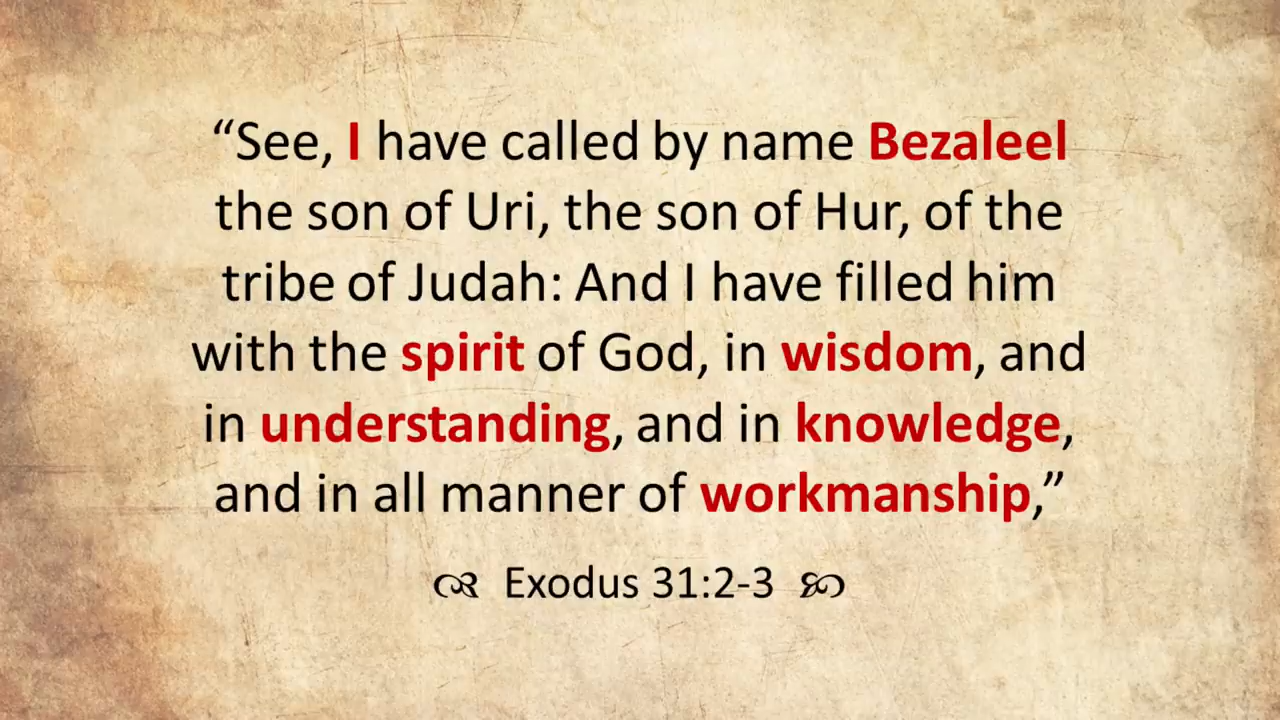 “See, I have called by name Bezaleel
the son of Uri, the son of Hur, of the
tribe of Judah: And I have filled him
with the spirit of God, in wisdom, and
in understanding, and in knowledge,
and in all manner of workmanship,”
Exodus 31:2-3